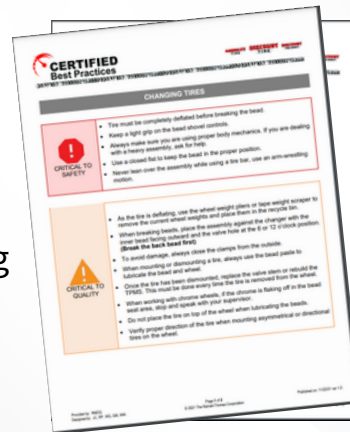 CERTIFIED
Best Practices
DISCOUNT
TIRE
CHANGING TIRES
CRITICAL TO
SAFETY
• Tire must be completely deflated before breaking the bead.
• Keep a light grip on the bead shovel controls.
• Always make sure you are using proper body mechanics. If you are dealing
with a heavy assembly, ask for help.
• Use a closed fist to keep the bead in the proper position.
• Never lean over the assembly while using a tire bar, use an arm-arresting
motion.
g
CRITICAL TO
QUALITY
• As the tire is deflating, use the wheel weight pliers or tape weight scraper to
remove the current wheel weights and place them in the recycle bin.
• When breaking beads, place the assembly against the changer with the
inner bead facing outward and the valve hole at the 6 or 12 o'clock position.
(Break the back bead first)
• To avoid damage, always close the clamps from the outside.
• When mounting or dismounting a tire, always use the bead paste to
lubricate the bead and wheel.
• Once the tire has been dismounted, replace the valve stem or rebuild the
TPMS. This must be done every time the tire is removed from the wheel.
• When working with chrome wheels, if the chrome is flaking off in the bead
seat area, stop and speak with your supervisor.
• Do not place the tire on top of the wheel when lubricating the beads.
• Verify proper direction of the tire when mounting asymmetrical or directional
tires on the wheel.